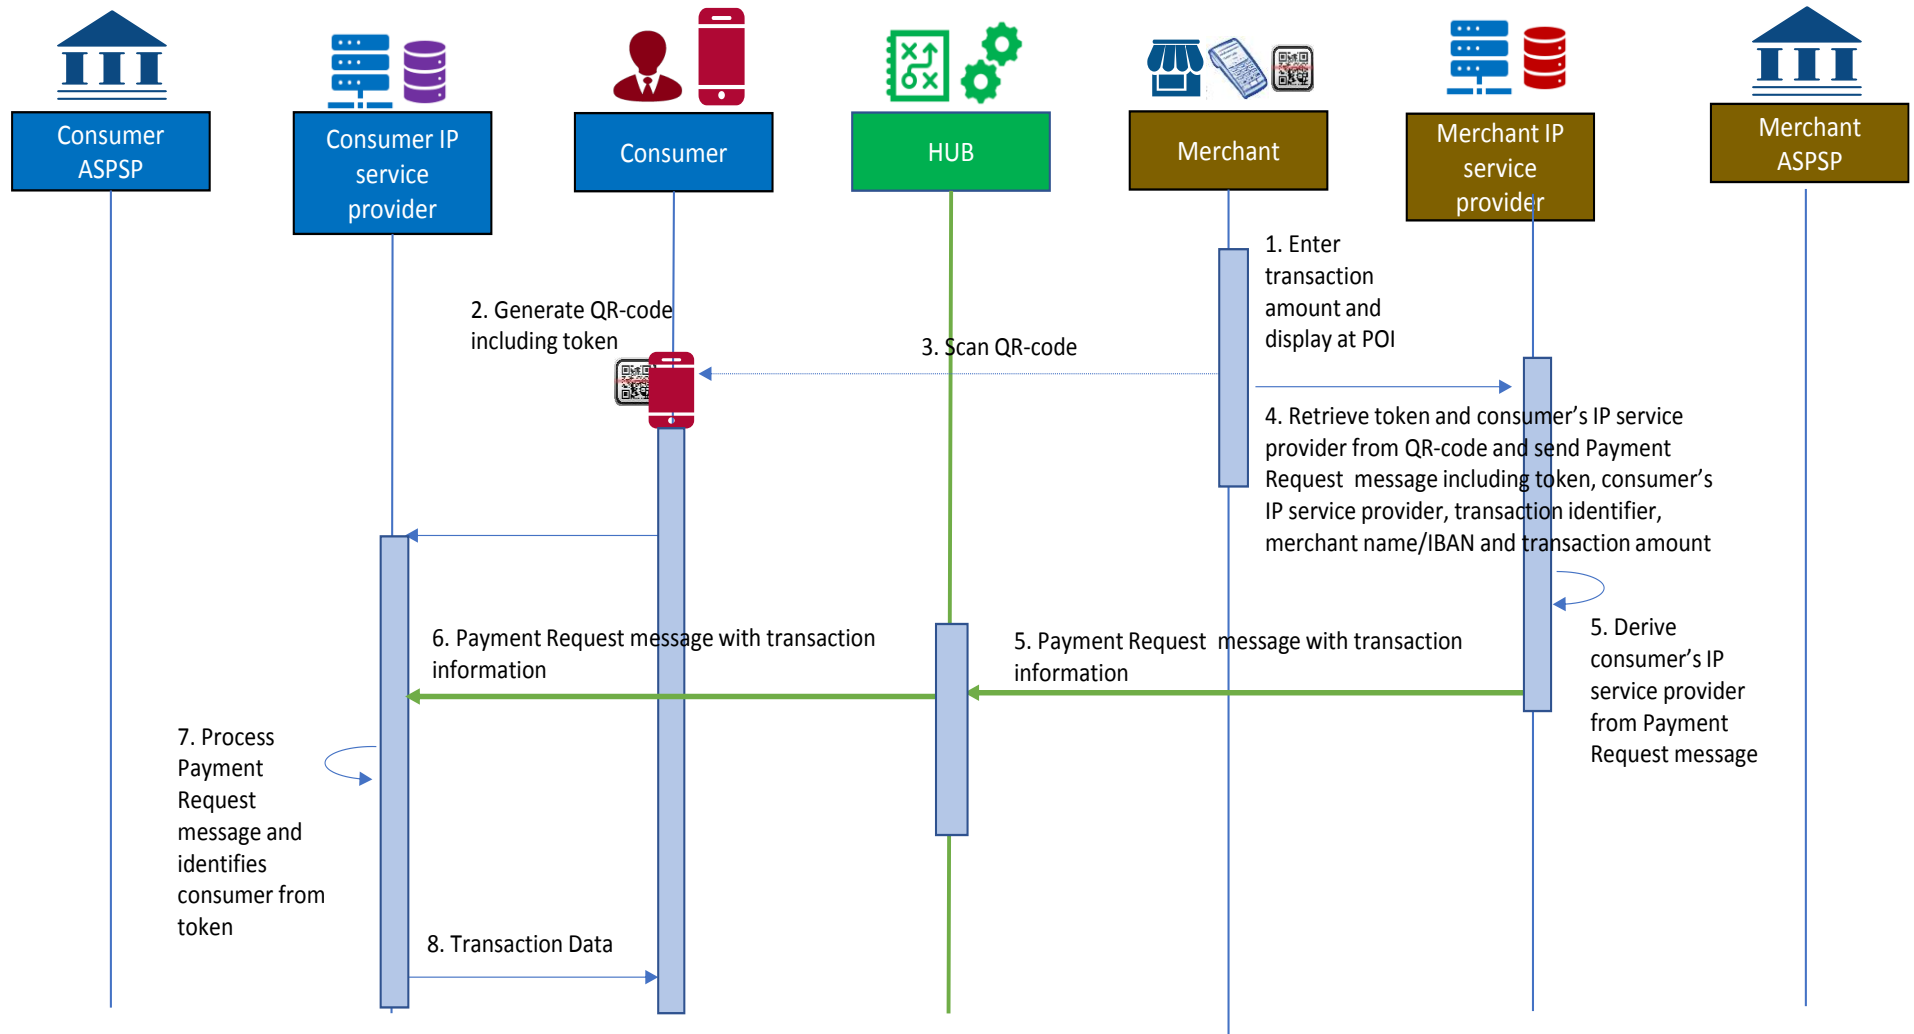 Consumer
ASPSP
Consumer IP
service
provider
Consumer
HUB
Merchant
Merchant IP
service
provider
Merchant
ASPSP
1. Enter
transaction
amount and
display at POI
2. Generate QR-code
including token
3. Scan QR-code
4. Retrieve token and consumer’s IP service
provider from QR-code and send Payment
Request  message including token, consumer’s
IP service provider, transaction identifier,
merchant name/IBAN and transaction amount
5. Derive
consumer’s IP
service provider
from Payment
Request message
5. Payment Request  message with transaction
information
6. Payment Request message with transaction
information
7. Process
Payment
Request
message and
identifies
consumer from
token
8. Transaction Data